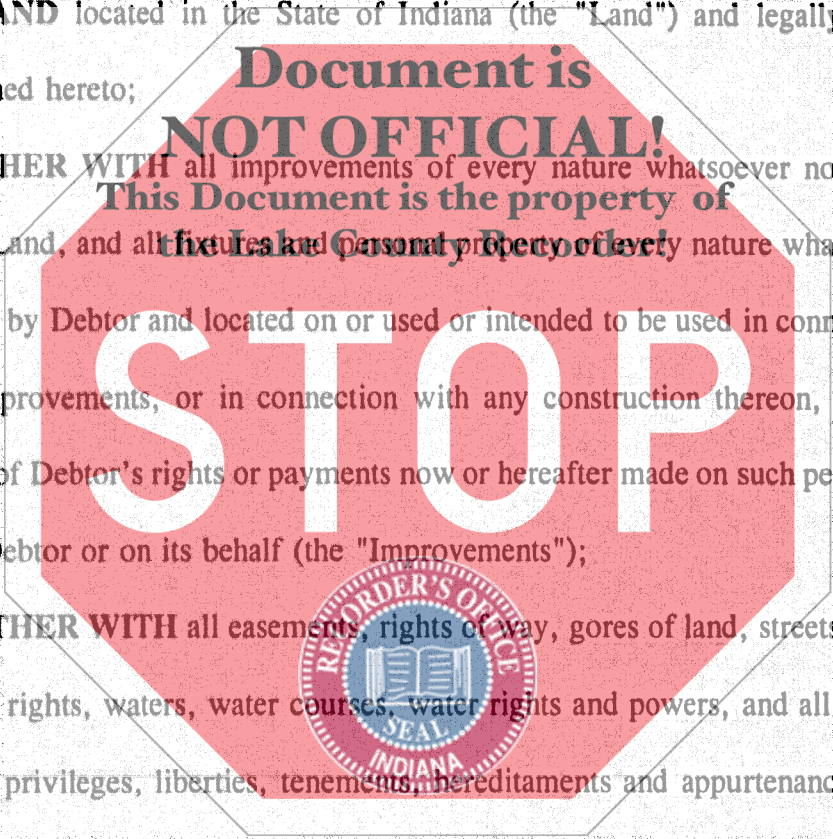 AND located in the State of Indiana (the "Land") and legally
Document is
ed hereto;
NOT OFFICIAL!
HER WITH all improvements of every nature whatsoever no
This Document is the property of
and, and all fixtures and personal property of every nature wha
the Lake County Recorder!
by Debtor and located on or used or intended to be used in conn
STOP
provements, or in connection with any construction thereon,
of Debtor's rights or payments now or hereafter made on such pe
ebtor or on its behalf (the "Improvements");
THER WITH all easements, rights of way, gores of land, streets
RECORDER'S OFFICE
rights, waters, water courses, water rights and powers, and all
SEAL
INDIANA
privileges, liberties, tenements, hereditaments and appurtenanc